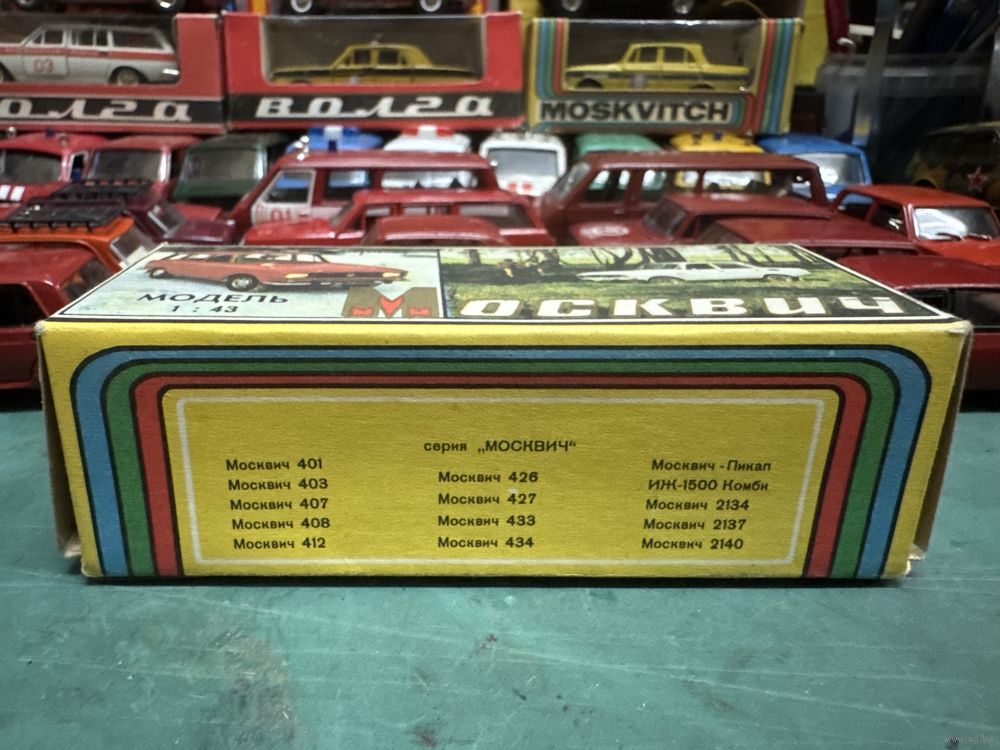 03
волга
волга
MOSKVITCH
01
МОДЕЛЬ
1 : 43
Москвич
серия „МОСКВИЧ“
Москвич 401
Москвич 403
Москвич 407
Москвич 408
Москвич 412
Москвич 426
Москвич 427
Москвич 433
Москвич 434
Москвич - Пикап
ИЖ-1500 Комби
Москвич 2134
Москвич 2137
Москвич 2140